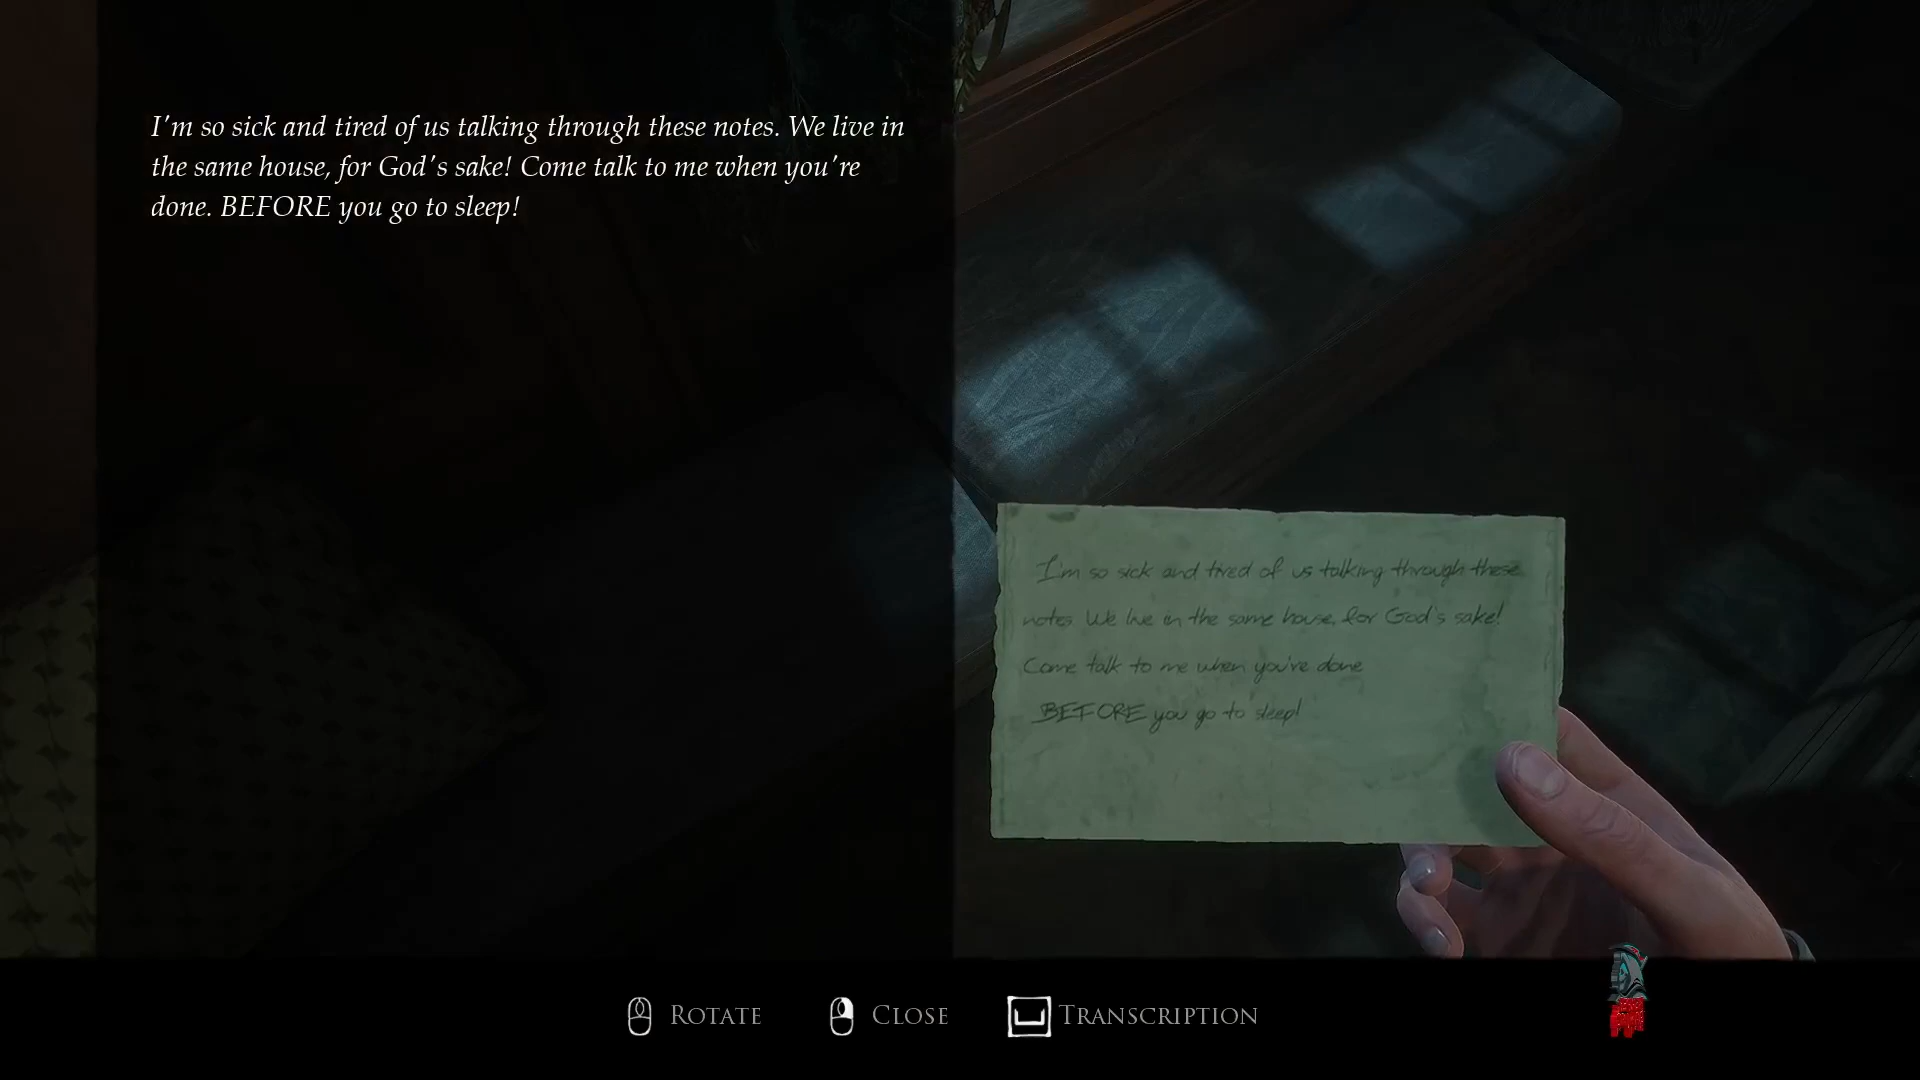 I'm so sick and tired of us talking through these notes. We live in
the same house, for God's sake! Come talk to me when you're
done. BEFORE you go to sleep!
I'm so sick and tired of us talking through these
notes We live in the same house, for God's sake!
Come talk to me when you're done
BEFORE you go to sleep!
ROTATE
CLOSE
TRANSCRIPTION